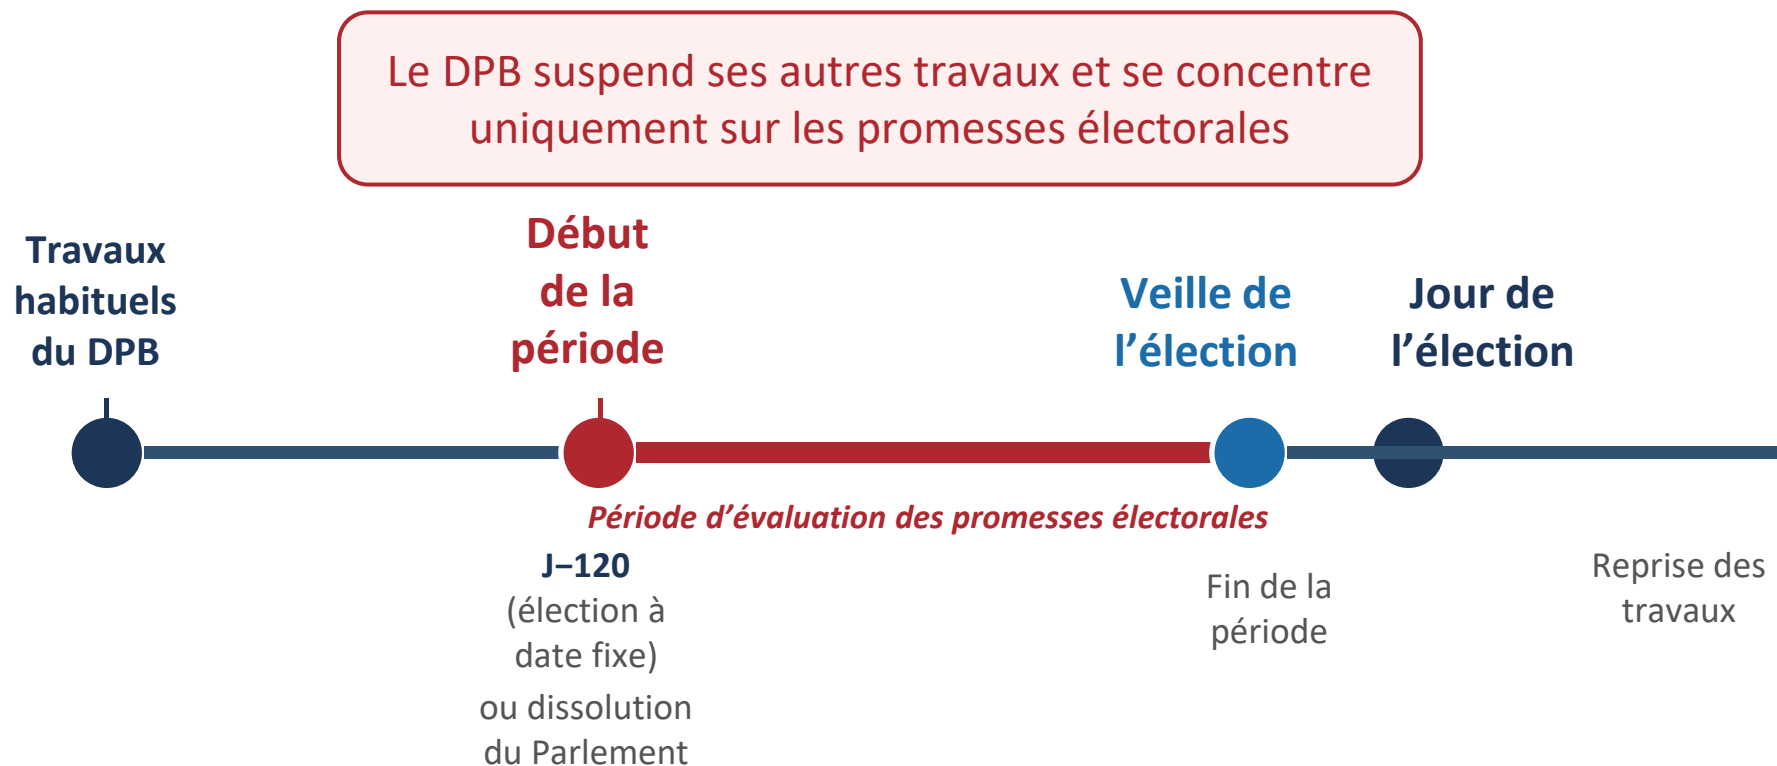 Le DPB suspend ses autres travaux et se concentre
uniquement sur les promesses électorales
Travaux
habituels
du DPB
Début
de la
période
Veille de
l’élection
Jour de
l’élection
Période d’évaluation des promesses électorales
J−120
(élection à
date fixe)
ou dissolution
du Parlement
Fin de la
période
Reprise des
travaux